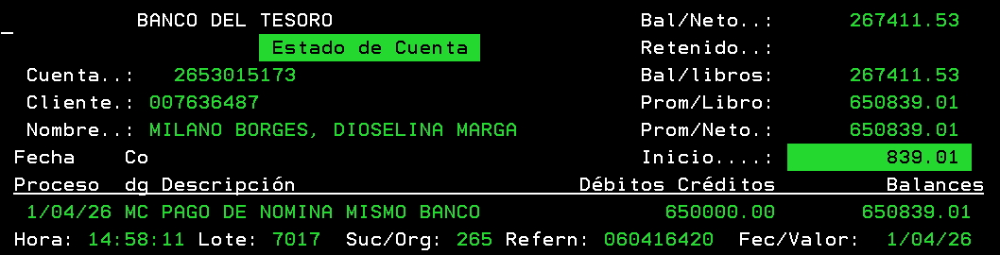 BANCO DEL TESORO Bal/Neto..: 267411.53
Estado de Cuenta Retenido..:
Cuenta..: 2653015173 Bal/libros: 267411.53
Cliente.: 007636487 Prom/Libro: 650839.01
Nombre..: MILANO BORGES, DIOSELINA MARGA Prom/Neto.: 650839.01
Fecha Co Inicio....: 839.01
Proceso dg Descripción Débitos Créditos Balances
1/04/26 MC PAGO DE NOMINA MISMO BANCO 650000.00 650839.01
Hora: 14:58:11 Lote: 7017 Suc/Org: 265 Refern: 060416420 Fec/Valor: 1/04/26